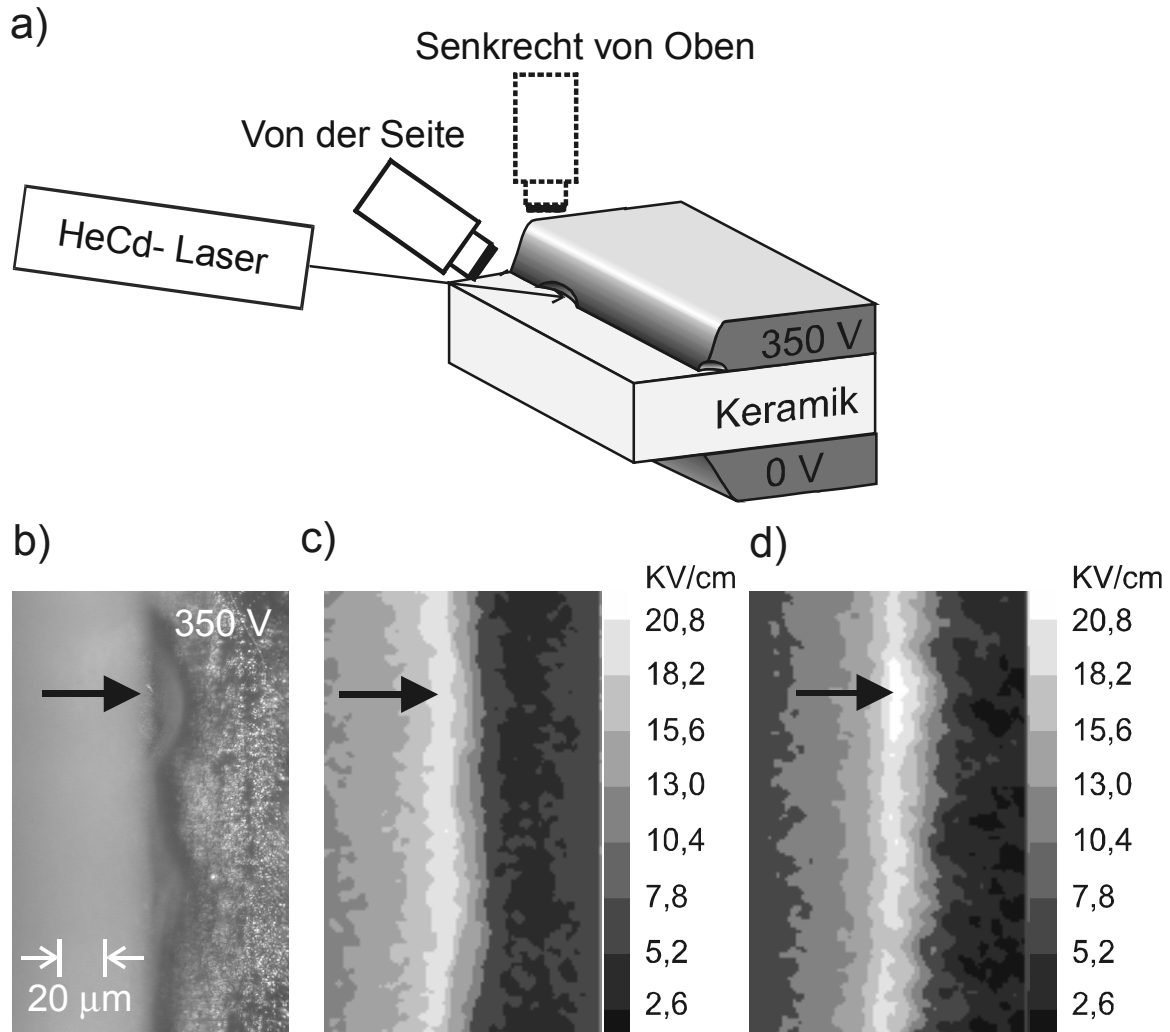 a)
Senkrecht von Oben
Von der Seite
HeCd- Laser
350 V
Keramik
0 V
b)
350 V
20 μm
c)
KV/cm
20,8
18,2
15,6
13,0
10,4
7,8
5,2
2,6
d)
KV/cm
20,8
18,2
15,6
13,0
10,4
7,8
5,2
2,6